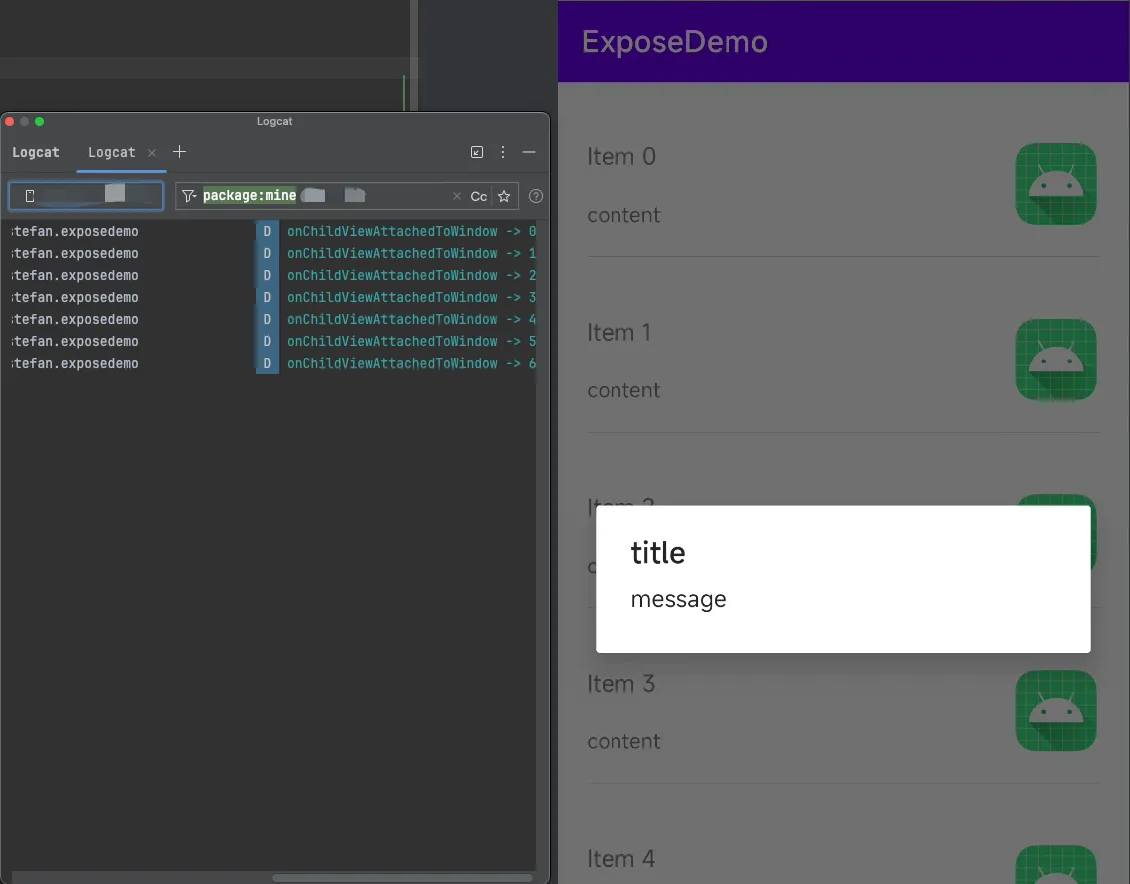 Logcat
Logcat Logcat
package:mine Cc
stefan.exposedemo D onChildViewAttachedToWindow -> 0
stefan.exposedemo D onChildViewAttachedToWindow -> 1
stefan.exposedemo D onChildViewAttachedToWindow -> 2
stefan.exposedemo D onChildViewAttachedToWindow -> 3
stefan.exposedemo D onChildViewAttachedToWindow -> 4
stefan.exposedemo D onChildViewAttachedToWindow -> 5
stefan.exposedemo D onChildViewAttachedToWindow -> 6
ExposeDemo
Item 0
content
Item 1
content
Item 2
title
message
Item 3
content
Item 4